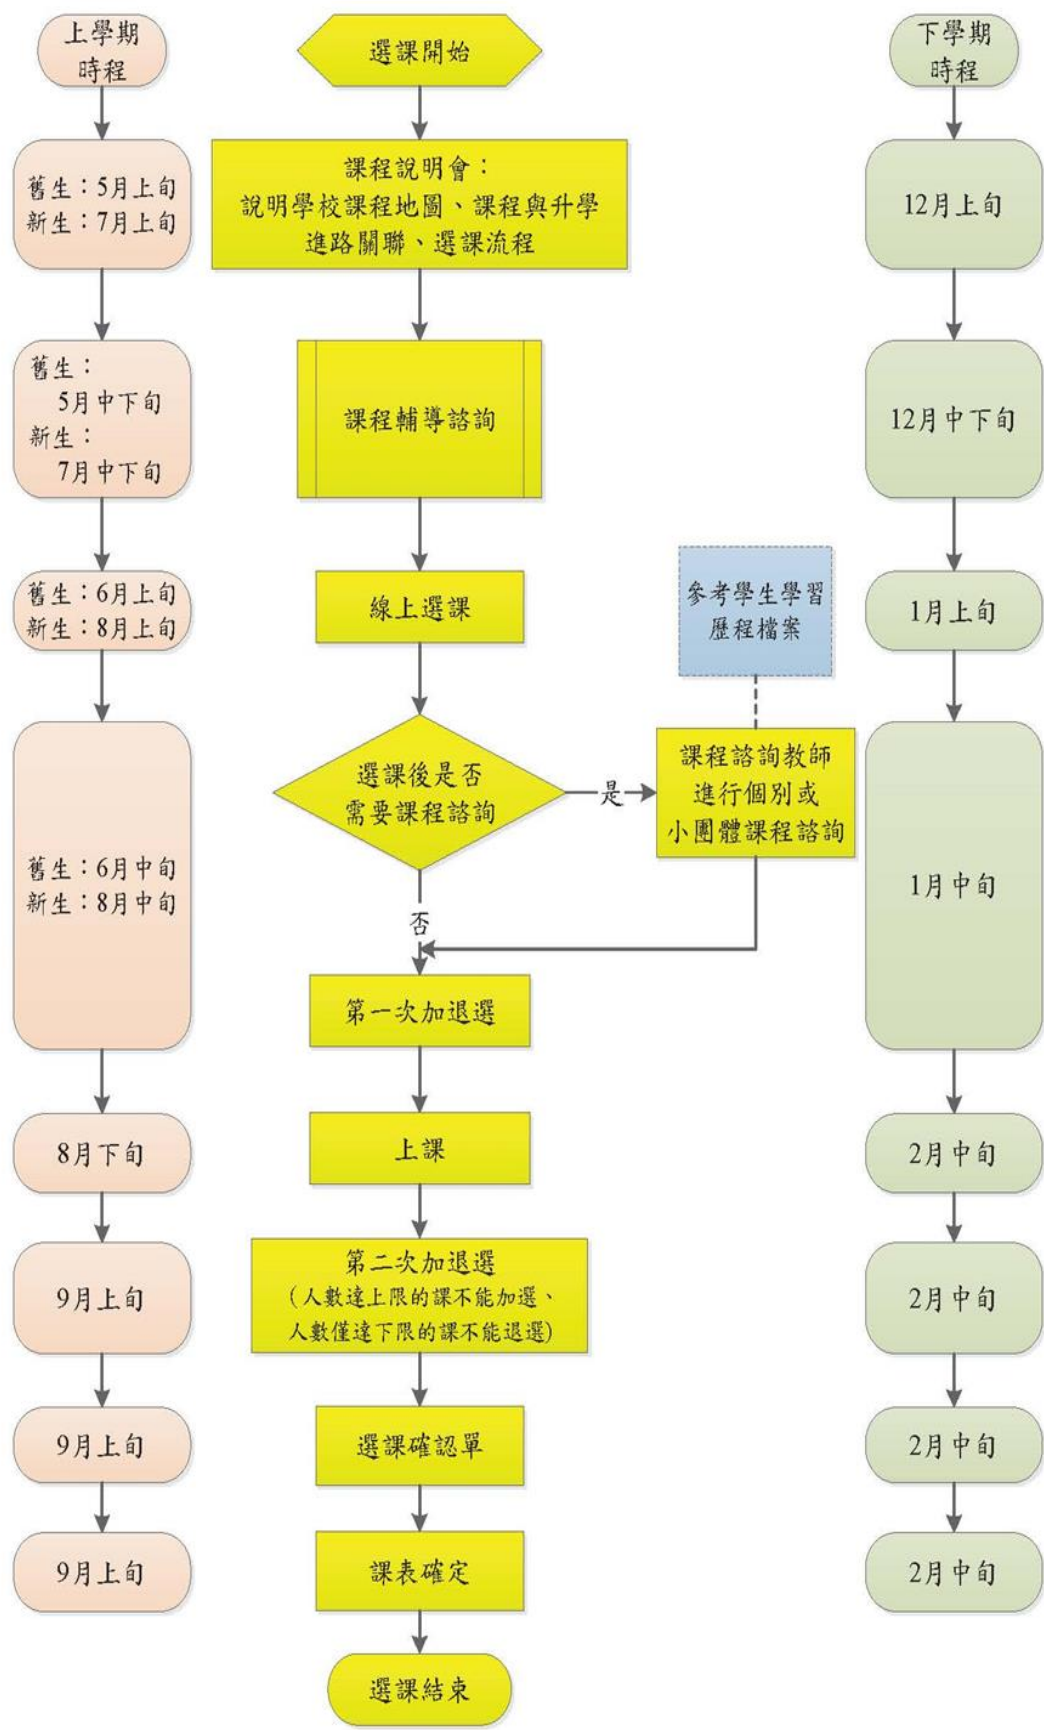 上學期
時程
選課開始
下學期
時程
舊生：5月上旬
新生：7月上旬
課程說明會：
說明學校課程地圖、課程與升學
進路關聯、選課流程
12月上旬
舊生：
5月中下旬
新生：
7月中下旬
課程輔導諮詢
12月中下旬
舊生：6月上旬
新生：8月上旬
線上選課
參考學生學習
歷程檔案
1月上旬
選課後是否
需要課程諮詢
是
課程諮詢教師
進行個別或
小團體課程諮詢
舊生：6月中旬
新生：8月中旬
1月中旬
否
第一次加退選
8月下旬
上課
2月中旬
9月上旬
第二次加退選
（人數達上限的課不能加選、
人數僅達下限的課不能退選)
2月中旬
9月上旬
選課確認單
2月中旬
9月上旬
課表確定
2月中旬
選課結束